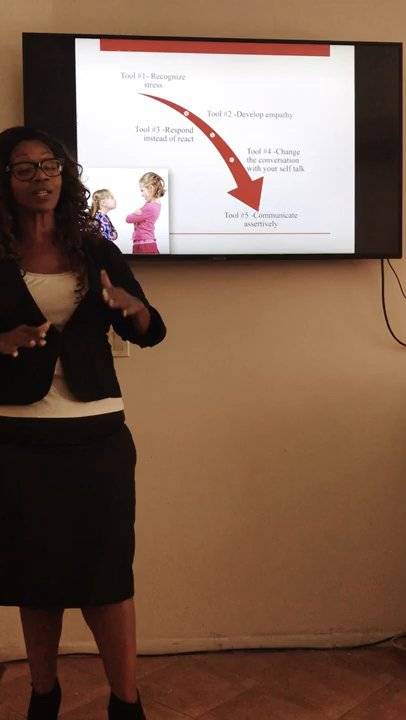 Tool #1- Recognize
stress
Tool #2 -Develop empathy
Tool #3 -Respond
instead of react
Tool #4 -Change
the conversation
with your self talk
Tool #5 -Communicate
assertively